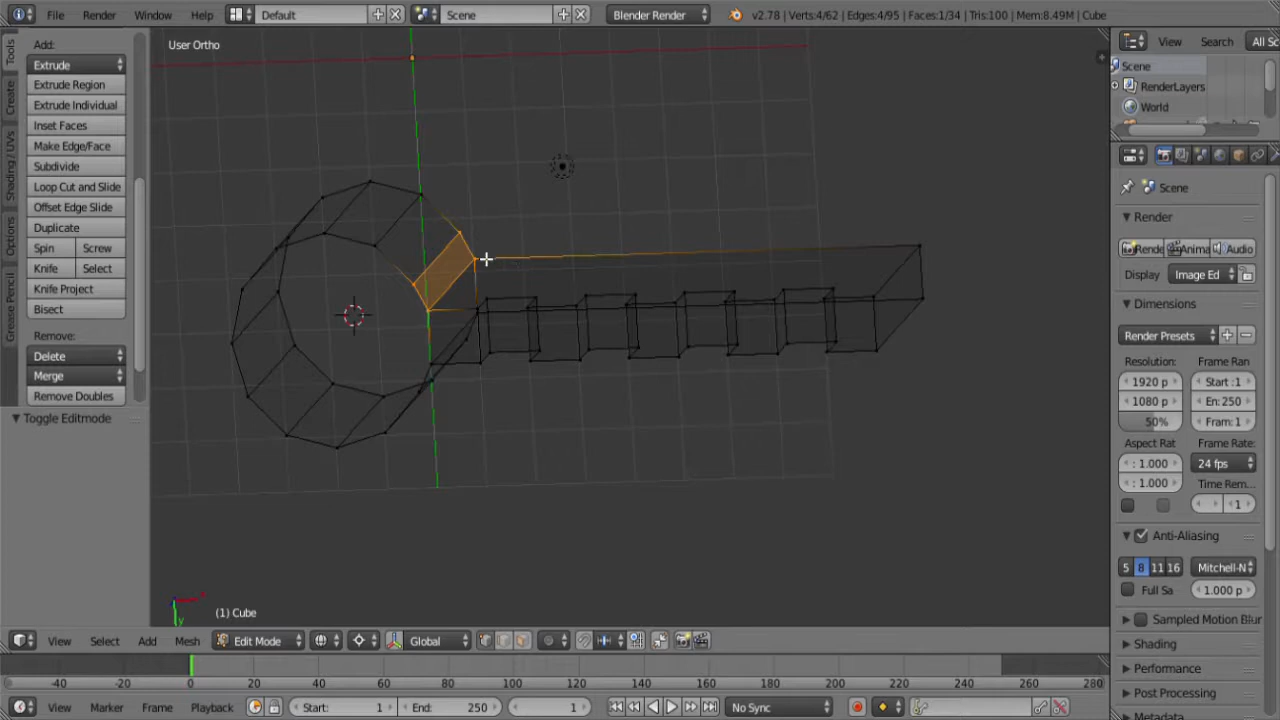 File Render Window Help Default Scene Blender Render v2.78 | Verts:4/62 | Edges:4/95 | Faces:1/34 | Tris:100 | Mem:8.49M | Cube
Tools
Create
Shading / UVs
Options
Grease Pencil
Add:
Extrude
Extrude Region
Extrude Individual
Inset Faces
Make Edge/Face
Subdivide
Loop Cut and Slide
Offset Edge Slide
Duplicate
Spin Screw
Knife Select
Knife Project
Bisect
Remove:
Delete
Merge
Remove Doubles
Toggle Editmode
User Ortho
(1) Cube
View Select Add Mesh Edit Mode Global
View Search All Sc
Scene
RenderLayers
World
Scene
Render
Rende Anima Audio
Display Image Ed
Dimensions
Render Presets
Resolution: Frame Ran
1920 p Start :1
1080 p En: 250
50% Fram: 1
Aspect Rat Frame Rate:
: 1.000 24 fps
: 1.000 Time Rem...
1
Anti-Aliasing
5 8 11 16 Mitchell-N
Full Sa 1.000 p
Sampled Motion Blur
Shading
Performance
Post Processing
Metadata
-40 -20 0 20 40 60 80 100 120 140 160 180 200 220 240 260 280
View Marker Frame Playback Start: 1 End: 250 1 No Sync